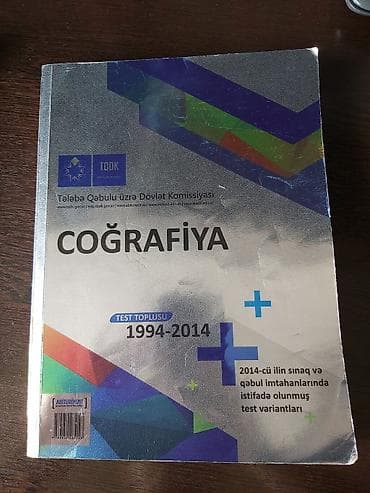 TQDK
Tələbə Qəbulu üzrə Dövlət Komissiyası
COĞRAFİYA
TEST TOPLUSU
1994-2014
2014-cü ilin sınaq və
qəbul imtahanlarında
istifadə olunmuş
test variantları